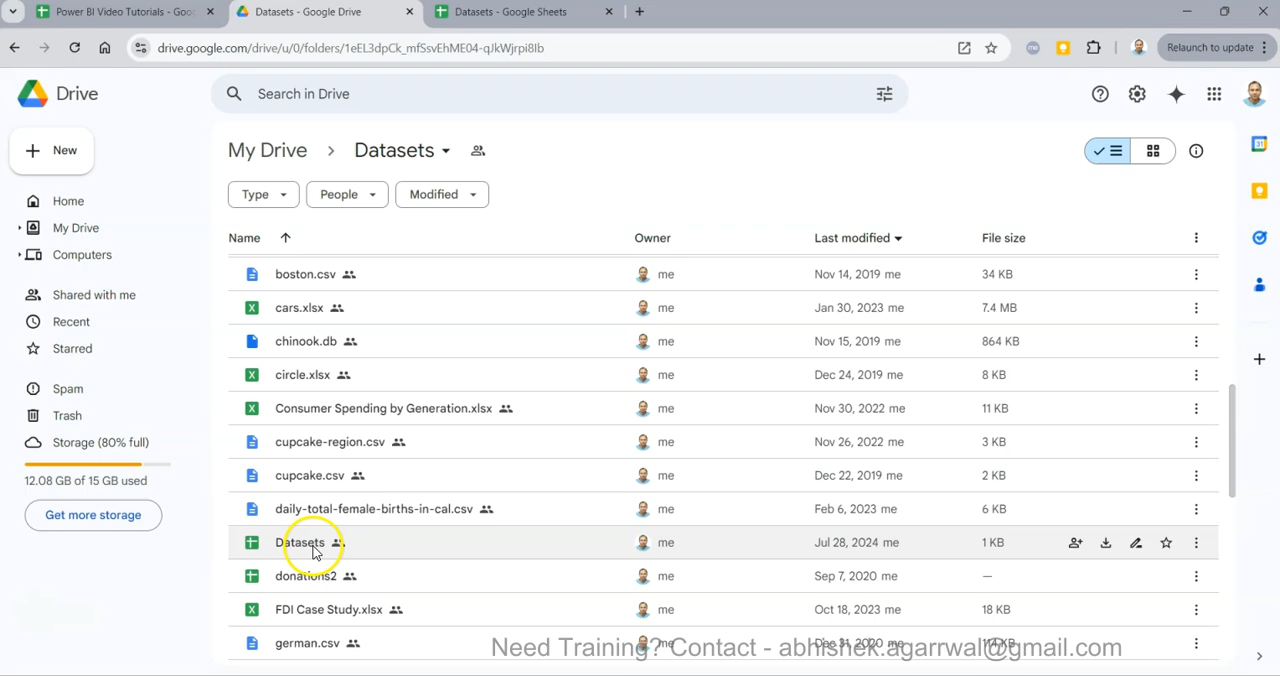 Power BI Video Tutorials - Goo
Datasets - Google Drive
Datasets - Google Sheets
drive.google.com/drive/u/0/folders/1eEL3dpCk_mfSsvEhME04-qJkWjrpi8Ib
Relaunch to update
Drive
Search in Drive
New
My Drive > Datasets
Type
People
Modified
Home
My Drive
Computers
Shared with me
Recent
Starred
Spam
Trash
Storage (80% full)
12.08 GB of 15 GB used
Get more storage
Name Owner Last modified File size
boston.csv me Nov 14, 2019 me 34 KB
cars.xlsx me Jan 30, 2023 me 7.4 MB
chinook.db me Nov 15, 2019 me 864 KB
circle.xlsx me Dec 24, 2019 me 8 KB
Consumer Spending by Generation.xlsx me Nov 30, 2022 me 11 KB
cupcake-region.csv me Nov 26, 2022 me 3 KB
cupcake.csv me Dec 22, 2019 me 2 KB
daily-total-female-births-in-cal.csv me Feb 6, 2023 me 6 KB
Datasets me Jul 28, 2024 me 1 KB
donations2 me Sep 7, 2020 me —
FDI Case Study.xlsx me Oct 18, 2023 me 18 KB
german.csv me Dec 31, 2020 me 114 KB
Need Training? Contact - abhishek.agarrwal@gmail.com